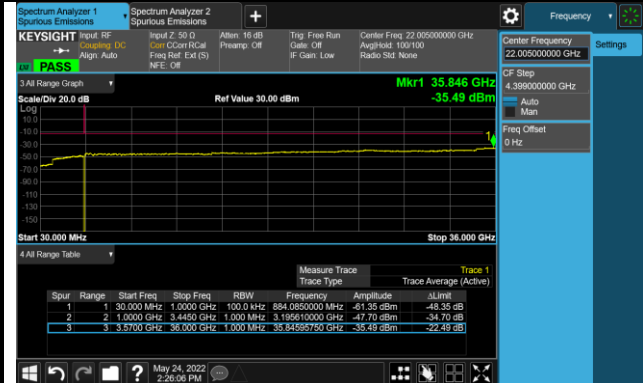 Spectrum Analyzer 1
Spurious Emissions
Spectrum Analyzer 2
Spurious Emissions
Frequency
KEYSIGHT
Input: RF
Coupling: DC
Align: Auto
Input Z: 50 Ω
Corr CCorr RCal
Freq Ref: Ext (S)
NFE: Off
Atten: 16 dB
Preamp: Off
Trig: Free Run
Gate: Off
IF Gain: Low
Center Freq: 22.005000000 GHz
Avg|Hold: 100/100
Radio Std: None
PASS
Center Frequency
22.005000000 GHz
Settings
CF Step
4.399000000 GHz
Auto
Man
Freq Offset
0 Hz
3 All Range Graph
Mkr1 35.846 GHz
Scale/Div 20.0 dB
Ref Value 30.00 dBm
-35.49 dBm
Log
10.0
-10.0
-30.0
-50.0
-70.0
-90.0
-110
-130
-150
1
Start 30.000 MHz
Stop 36.000 GHz
4 All Range Table
Measure Trace Trace 1
Trace Type Trace Average (Active)
Spur Range Start Freq Stop Freq RBW Frequency Amplitude ΔLimit
1 1 30.000 MHz 1.0000 GHz 100.0 kHz 884.0850000 MHz -61.35 dBm -48.35 dB
2 2 1.0000 GHz 3.4450 GHz 1.000 MHz 3.195610000 GHz -47.70 dBm -34.70 dB
3 3 3.5700 GHz 36.000 GHz 1.000 MHz 35.84595750 GHz -35.49 dBm -22.49 dB
May 24, 2022
2:26:06 PM